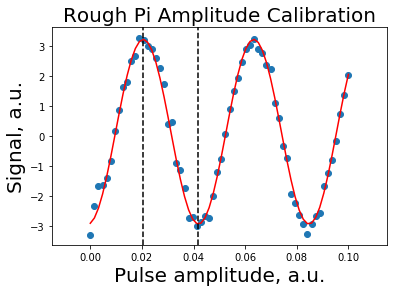 Rough Pi Amplitude Calibration
Signal, a.u.
3
2
1
0
−1
−2
−3
0.00 0.02 0.04 0.06 0.08 0.10
Pulse amplitude, a.u.